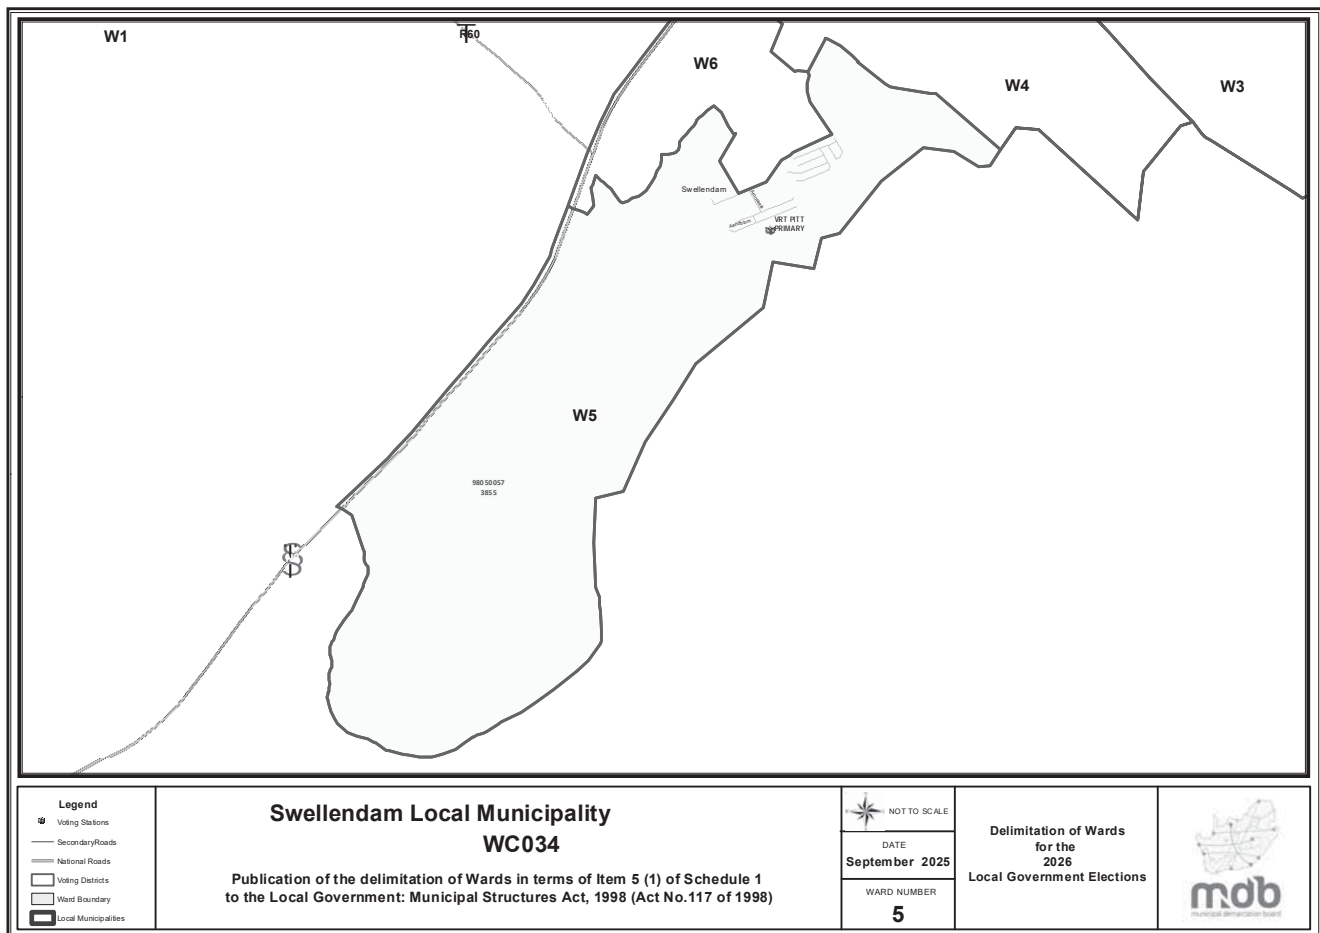 W1
R60
W6
W4
W3
Swellendam
VRT PITT
PRIMARY
W5
98050057
3855
Legend
Voting Stations
SecondaryRoads
National Roads
Voting Districts
Ward Boundary
Local Municipalities
Swellendam Local Municipality
WC034
Publication of the delimitation of Wards in terms of Item 5 (1) of Schedule 1
to the Local Government: Municipal Structures Act, 1998 (Act No.117 of 1998)
NOT TO SCALE
DATE
September 2025
WARD NUMBER
5
Delimitation of Wards
for the
2026
Local Government Elections
mdb
municipal demarcation board